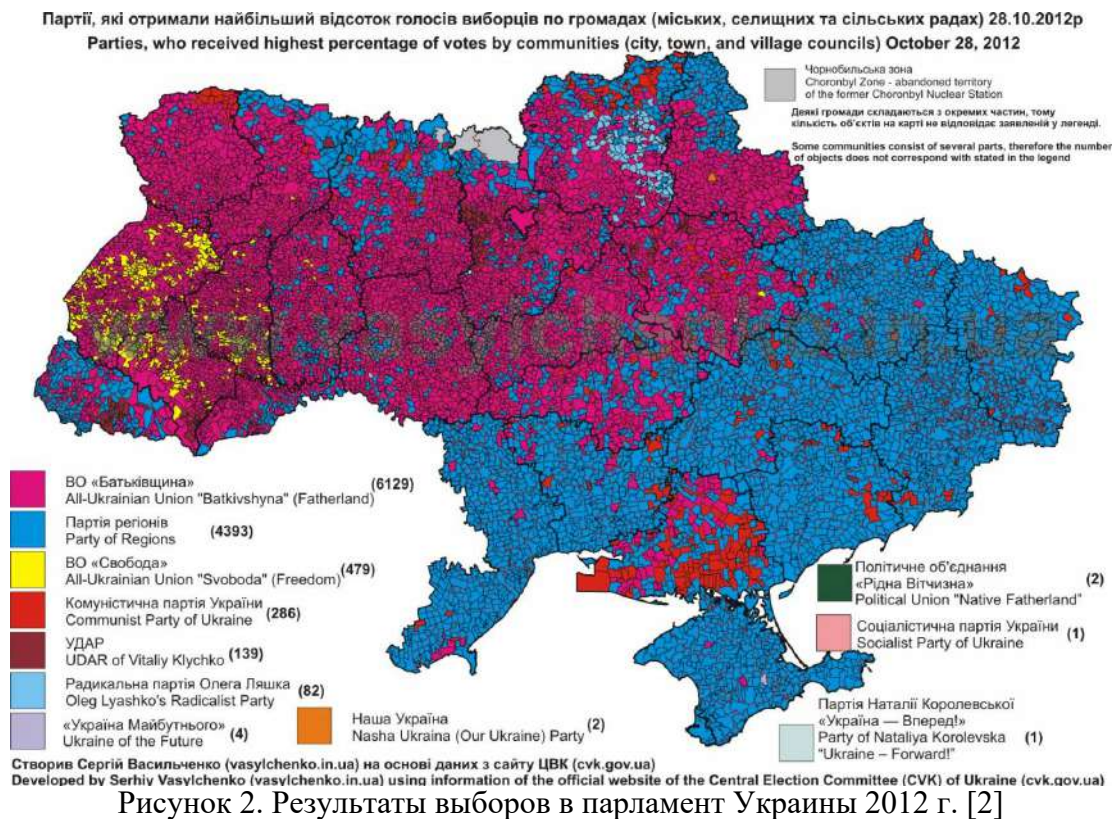 Партії, які отримали найбільший відсоток голосів виборців по громадах (міських, селищних та сільських радах) 28.10.2012р
Parties, who received highest percentage of votes by communities (city, town, and village councils) October 28, 2012
Чорнобильська зона
Choronbyl Zone - abandoned territory
of the former Choronbyl Nuclear Station
Деякі громади складаються з окремих частин, тому
кількість об'єктів на карті не відповідає заявленій у легенді.
Some communities consist of several parts, therefore the number
of objects does not correspond with stated in the legend
ВО «Батьківщина»
All-Ukrainian Union "Batkivshyna" (Fatherland) (6129)
Партія регіонів
Party of Regions (4393)
ВО «Свобода»
All-Ukrainian Union "Svoboda" (Freedom) (479)
Комуністична партія України
Communist Party of Ukraine (286)
УДАР
UDAR of Vitaliy Klychko (139)
Радикальна партія Олега Ляшка
Oleg Lyashko's Radicalist Party (82)
«Україна Майбутнього»
Ukraine of the Future (4)
Наша Україна
Nasha Ukraina (Our Ukraine) Party (2)
Політичне об'єднання
«Рідна Вітчизна» (2)
Political Union "Native Fatherland"
Соціалістична партія України
Socialist Party of Ukraine (1)
Партія Наталії Королевської
«Україна — Вперед!»
Party of Nataliya Korolevska (1)
"Ukraine – Forward!"
Створив Сергій Васильченко (vasylchenko.in.ua) на основі даних з сайту ЦВК (cvk.gov.ua)
Developed by Serhiy Vasylchenko (vasylchenko.in.ua) using information of the official website of the Central Election Committee (CVK) of Ukraine (cvk.gov.ua)
Рисунок 2. Результаты выборов в парламент Украины 2012 г. [2]